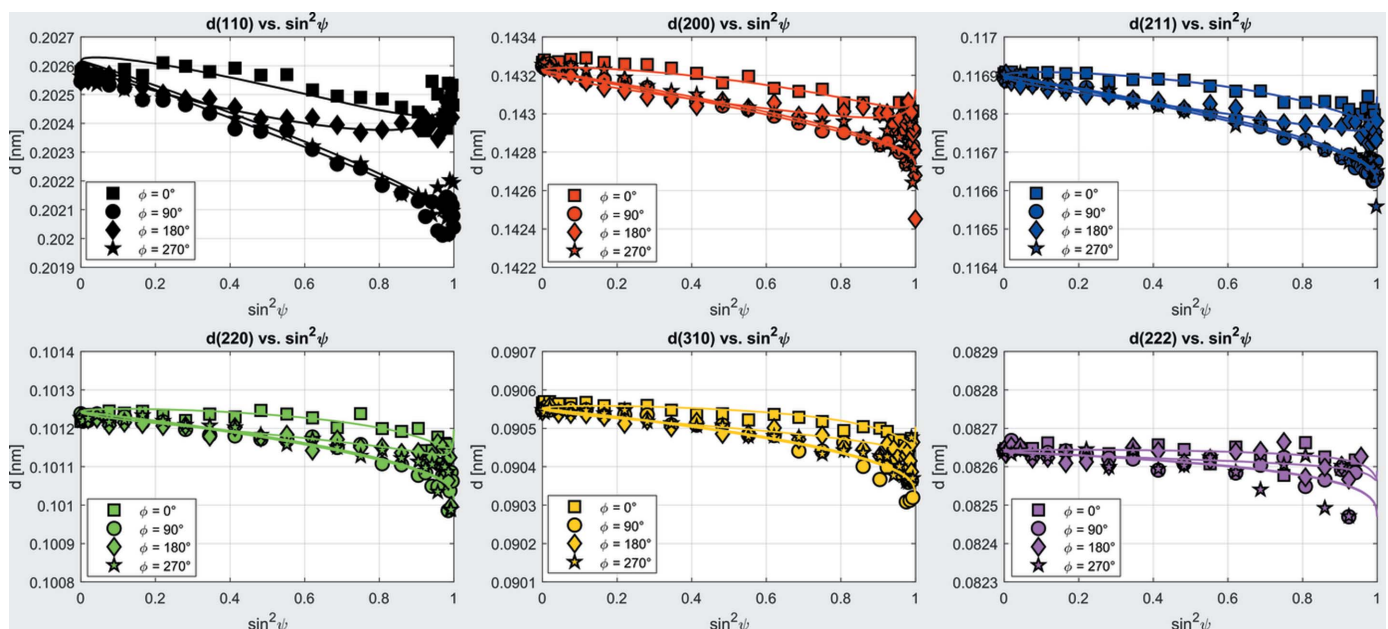 d(110) vs. sin²ψ
0.2027
0.2026
0.2025
0.2024
0.2023
0.2022
0.2021
0.202
0.2019
d [nm]
ϕ = 0°
ϕ = 90°
ϕ = 180°
ϕ = 270°
0 0.2 0.4 0.6 0.8 1
sin²ψ
d(200) vs. sin²ψ
0.1434
0.1432
0.143
0.1428
0.1426
0.1424
0.1422
d [nm]
ϕ = 0°
ϕ = 90°
ϕ = 180°
ϕ = 270°
0 0.2 0.4 0.6 0.8 1
sin²ψ
d(211) vs. sin²ψ
0.117
0.1169
0.1168
0.1167
0.1166
0.1165
0.1164
d [nm]
ϕ = 0°
ϕ = 90°
ϕ = 180°
ϕ = 270°
0 0.2 0.4 0.6 0.8 1
sin²ψ
d(220) vs. sin²ψ
0.1014
0.1013
0.1012
0.1011
0.101
0.1009
0.1008
d [nm]
ϕ = 0°
ϕ = 90°
ϕ = 180°
ϕ = 270°
0 0.2 0.4 0.6 0.8 1
sin²ψ
d(310) vs. sin²ψ
0.0907
0.0906
0.0905
0.0904
0.0903
0.0902
0.0901
d [nm]
ϕ = 0°
ϕ = 90°
ϕ = 180°
ϕ = 270°
0 0.2 0.4 0.6 0.8 1
sin²ψ
d(222) vs. sin²ψ
0.0829
0.0828
0.0827
0.0826
0.0825
0.0824
0.0823
d [nm]
ϕ = 0°
ϕ = 90°
ϕ = 180°
ϕ = 270°
0 0.2 0.4 0.6 0.8 1
sin²ψ